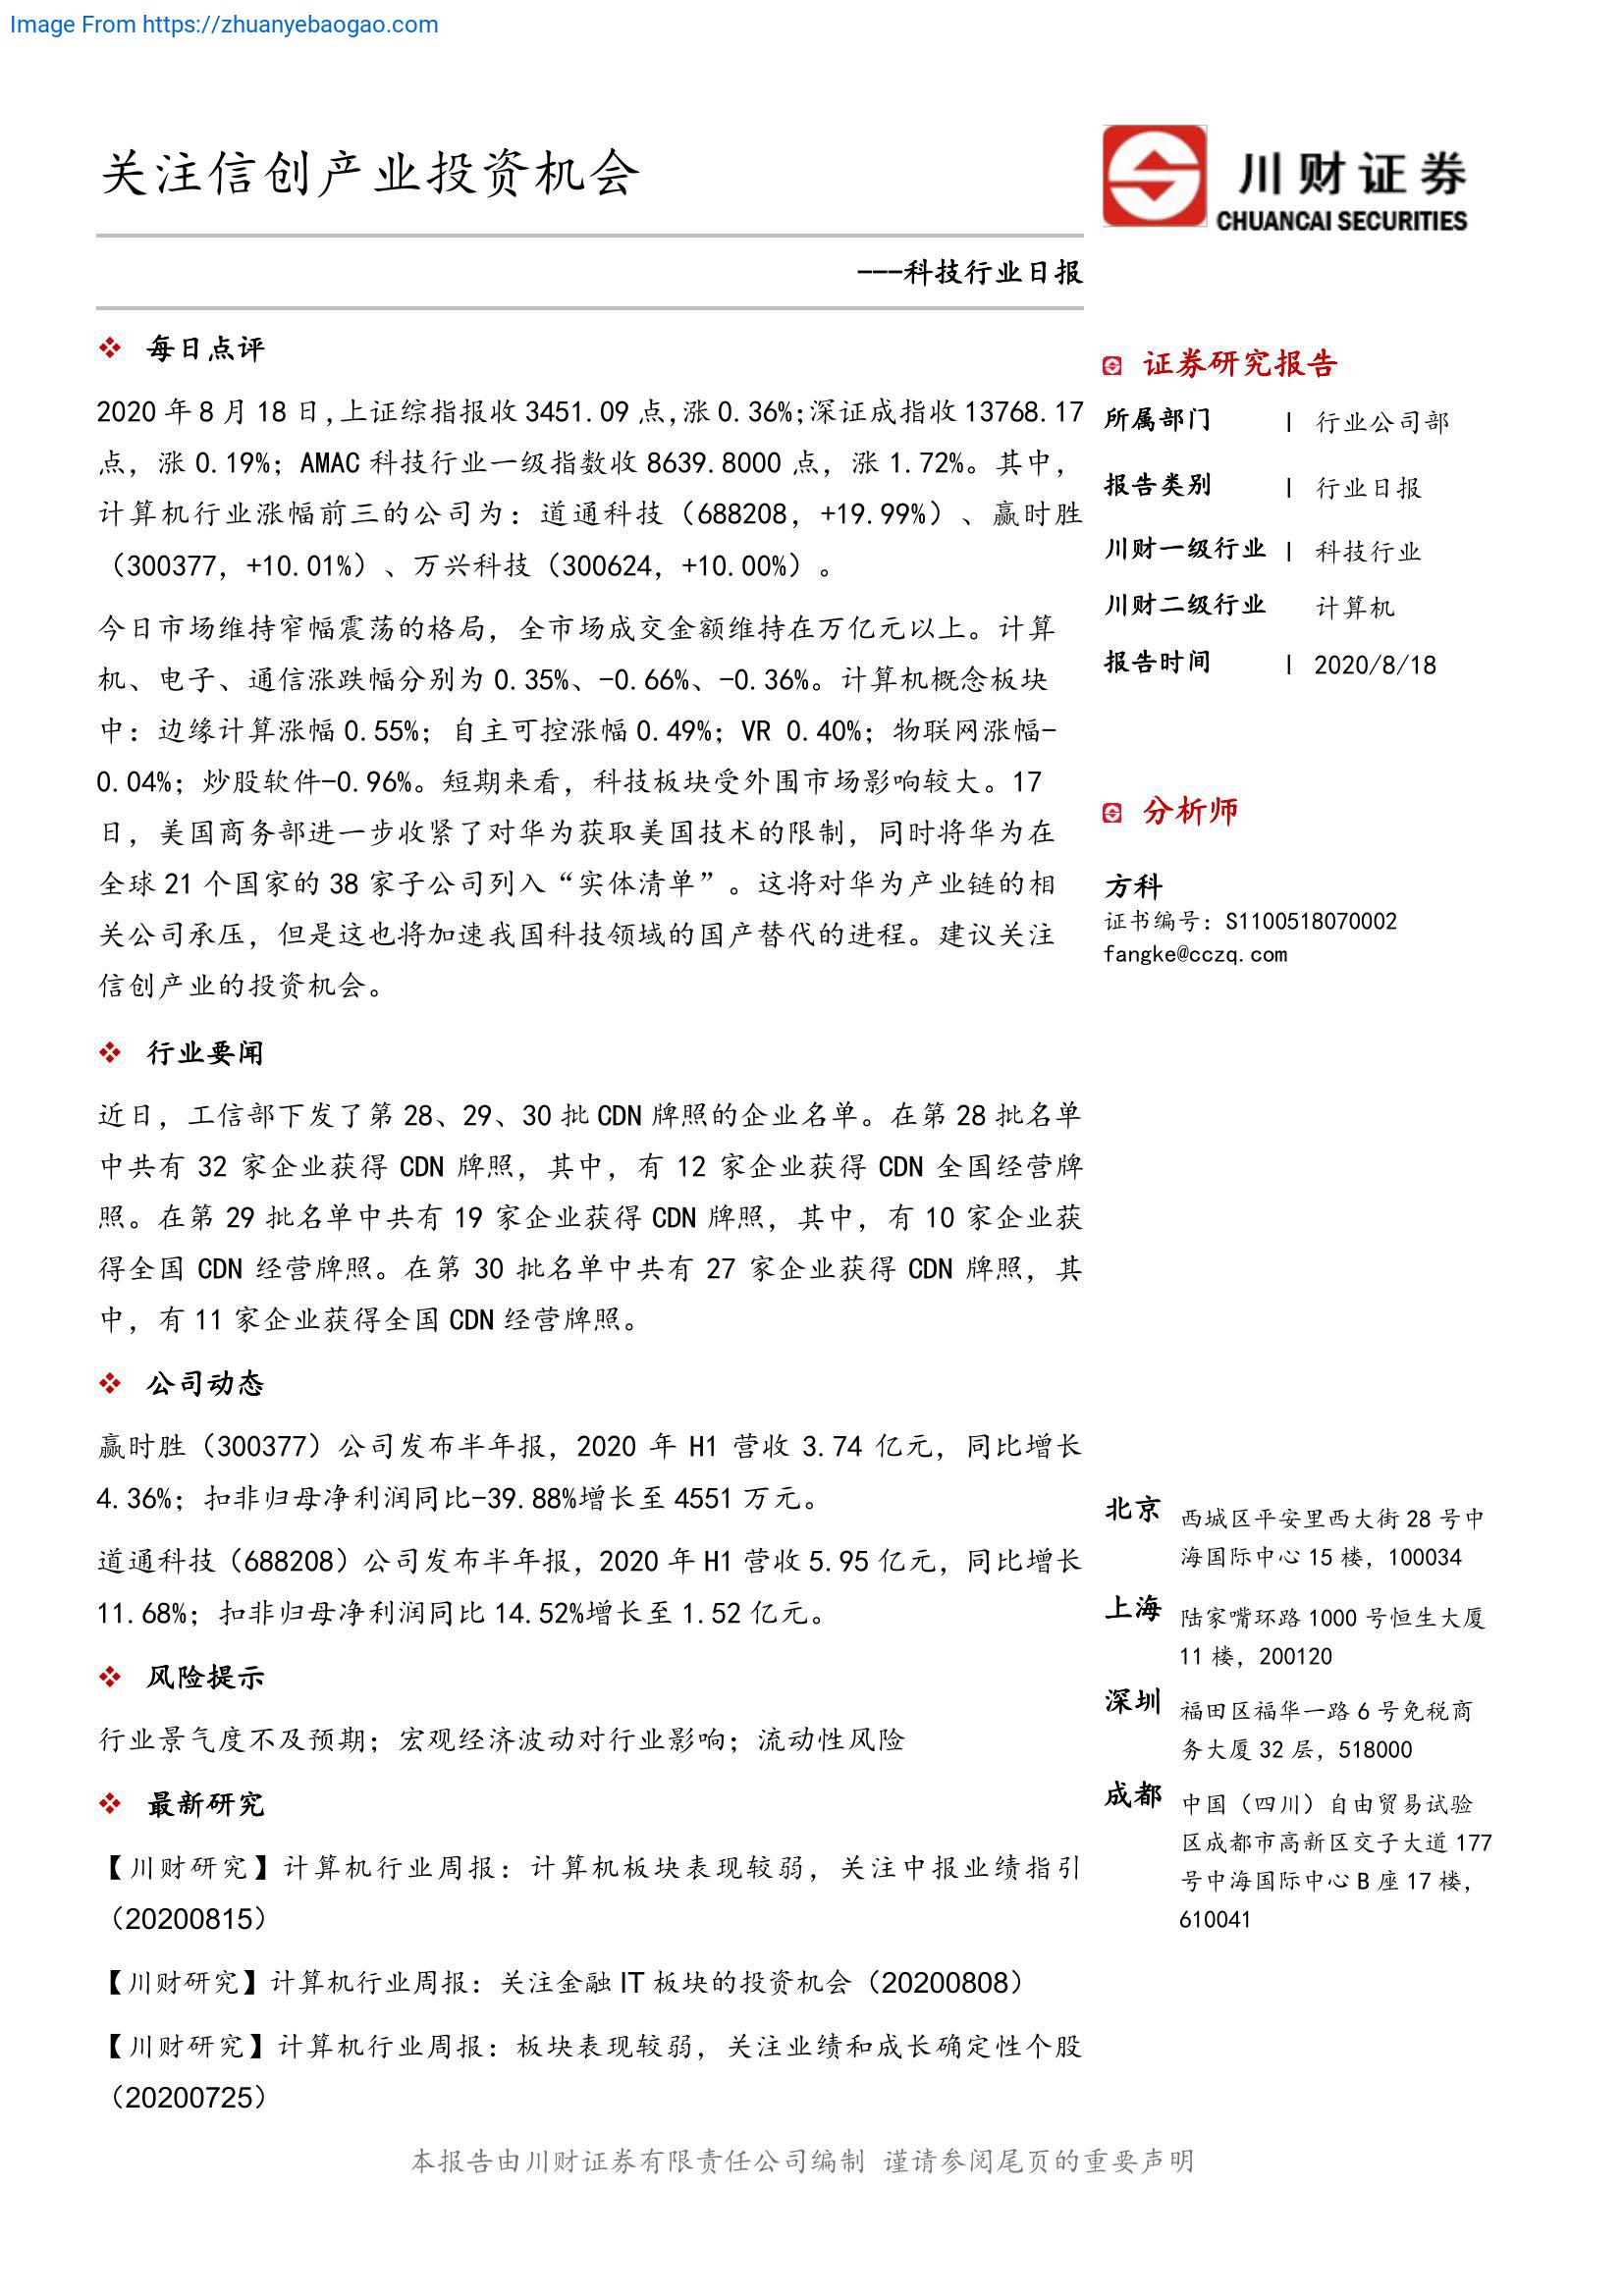 Image From https://zhuanyebaogao.com
关注信创产业投资机会
川财证券
CHUANCAI SECURITIES
---科技行业日报
每日点评
2020 年 8 月 18 日,上证综指报收 3451.09 点,涨 0.36%;深证成指收 13768.17
点，涨 0.19%；AMAC 科技行业一级指数收 8639.8000 点，涨 1.72%。其中，
计算机行业涨幅前三的公司为：道通科技（688208，+19.99%）、赢时胜
（300377，+10.01%）、万兴科技（300624，+10.00%）。
今日市场维持窄幅震荡的格局，全市场成交金额维持在万亿元以上。计算
机、电子、通信涨跌幅分别为 0.35%、-0.66%、-0.36%。计算机概念板块
中：边缘计算涨幅 0.55%；自主可控涨幅 0.49%；VR 0.40%；物联网涨幅-
0.04%；炒股软件-0.96%。短期来看，科技板块受外围市场影响较大。17
日，美国商务部进一步收紧了对华为获取美国技术的限制，同时将华为在
全球 21 个国家的 38 家子公司列入“实体清单”。这将对华为产业链的相
关公司承压，但是这也将加速我国科技领域的国产替代的进程。建议关注
信创产业的投资机会。
行业要闻
近日，工信部下发了第 28、29、30 批 CDN 牌照的企业名单。在第 28 批名单
中共有 32 家企业获得 CDN 牌照，其中，有 12 家企业获得 CDN 全国经营牌
照。在第 29 批名单中共有 19 家企业获得 CDN 牌照，其中，有 10 家企业获
得全国 CDN 经营牌照。在第 30 批名单中共有 27 家企业获得 CDN 牌照，其
中，有 11 家企业获得全国 CDN 经营牌照。
公司动态
赢时胜（300377）公司发布半年报，2020 年 H1 营收 3.74 亿元，同比增长
4.36%；扣非归母净利润同比-39.88%增长至 4551 万元。
道通科技（688208）公司发布半年报，2020 年 H1 营收 5.95 亿元，同比增长
11.68%；扣非归母净利润同比 14.52%增长至 1.52 亿元。
风险提示
行业景气度不及预期；宏观经济波动对行业影响；流动性风险
最新研究
【川财研究】计算机行业周报：计算机板块表现较弱，关注中报业绩指引
（20200815）
【川财研究】计算机行业周报：关注金融 IT 板块的投资机会（20200808）
【川财研究】计算机行业周报：板块表现较弱，关注业绩和成长确定性个股
（20200725）
证券研究报告
所属部门 | 行业公司部
报告类别 | 行业日报
川财一级行业 | 科技行业
川财二级行业 计算机
报告时间 | 2020/8/18
分析师
方科
证书编号：S1100518070002
fangke@cczq.com
北京 西城区平安里西大街 28 号中
海国际中心 15 楼，100034
上海 陆家嘴环路 1000 号恒生大厦
11 楼，200120
深圳 福田区福华一路 6 号免税商
务大厦 32 层，518000
成都 中国（四川）自由贸易试验
区成都市高新区交子大道 177
号中海国际中心 B 座 17 楼，
610041
本报告由川财证券有限责任公司编制 谨请参阅尾页的重要声明